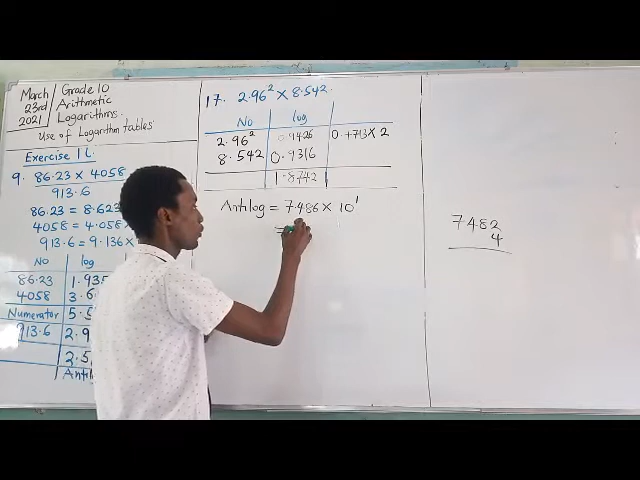 March
23rd
2021
Grade 10
Arithmetic
Logarithms.
Use of Logarithm tables
Exercise 1L
9. 86.23 × 4058
913.6
86.23 = 8.623
4058 = 4.058×
913.6 = 9.136×
No log
86.23 1.935
4058 3.6
Numerator 5.5
913.6 2.9
2.5
Anti
17. 2.96² × 8.542.
No log
2.96² 0.9426 0.4713 × 2
8.542 0.9316
1.8742
Antilog = 7.486 × 10¹
=
7.482
4